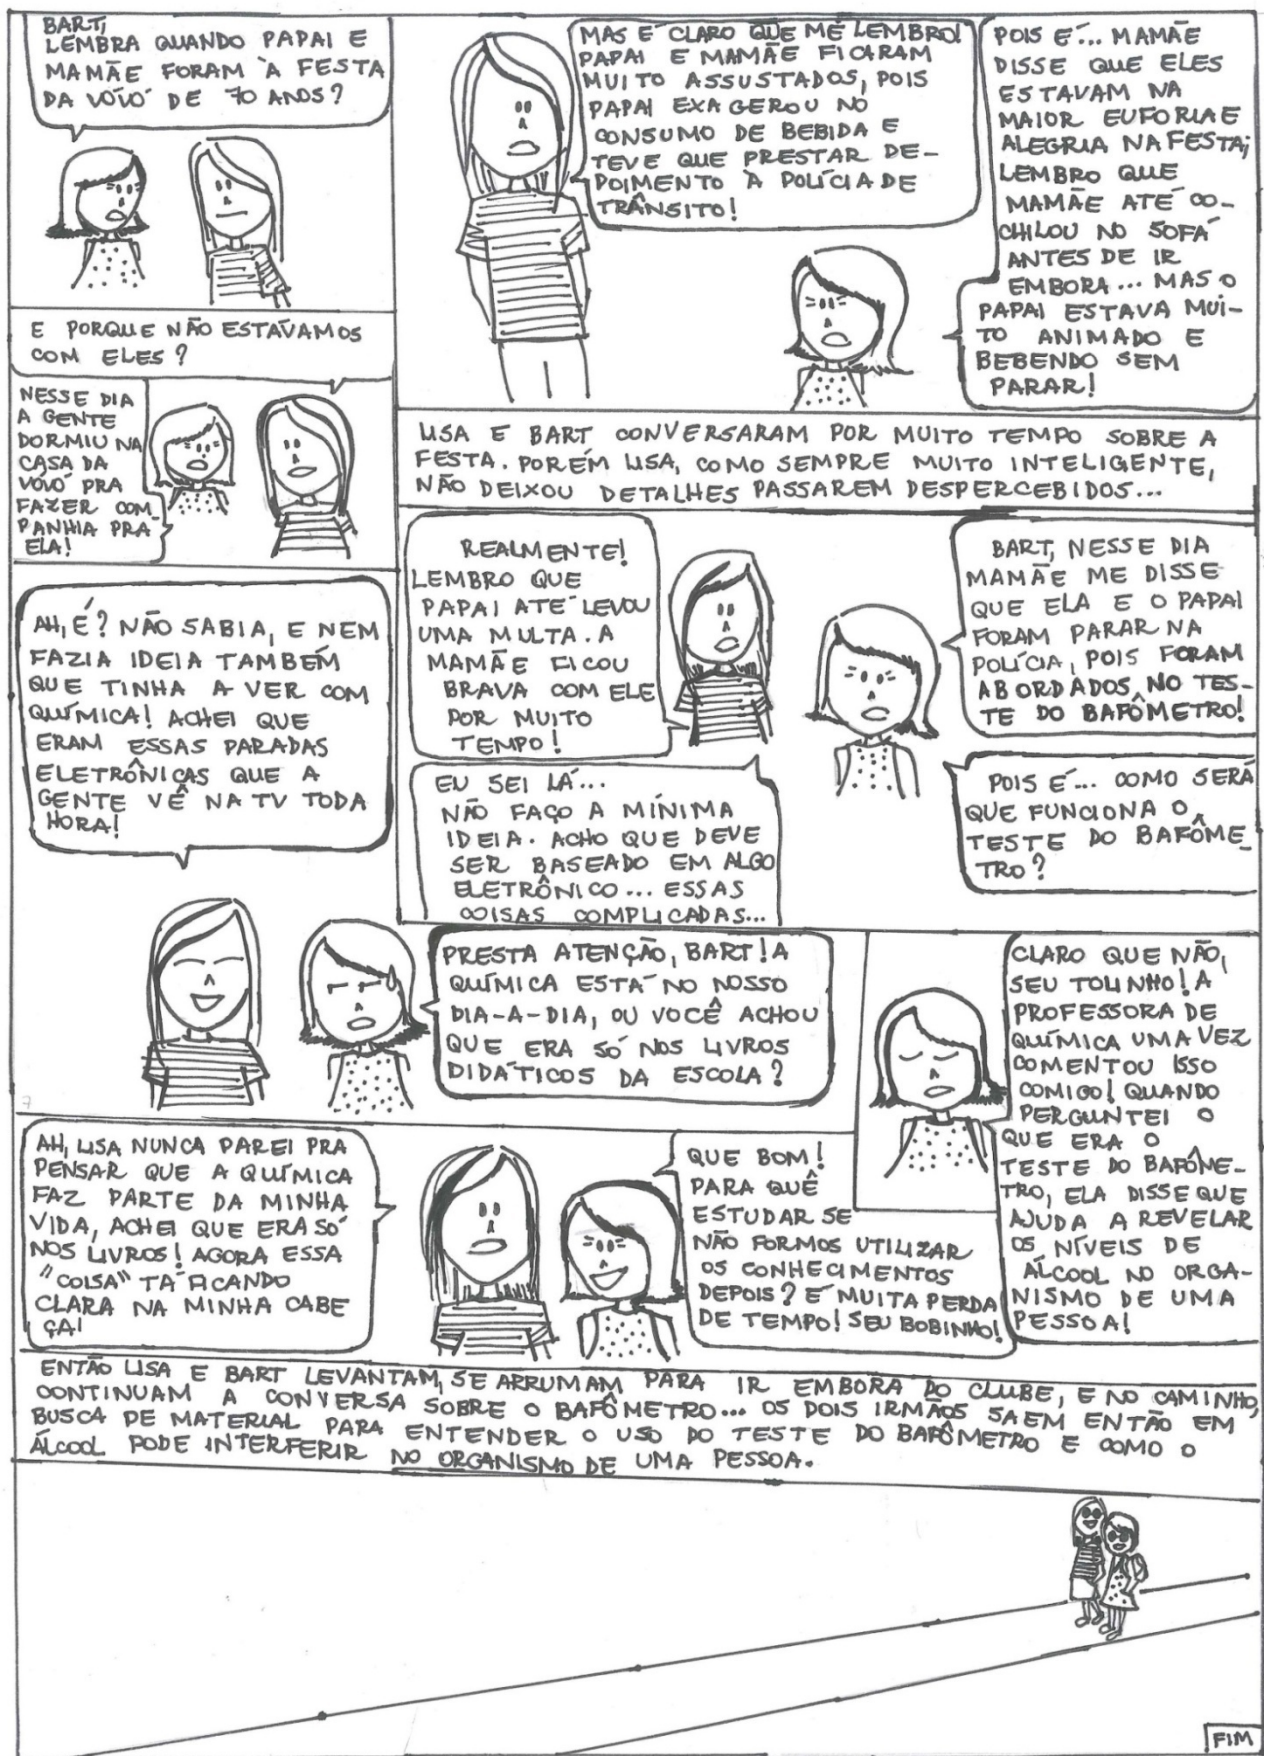 BART,
LEMBRA QUANDO PAPAI E
MAMÃE FORAM À FESTA
DA VOVÓ DE 70 ANOS?
MAS É CLARO QUE ME LEMBRO!
PAPAI E MAMÃE FICARAM
MUITO ASSUSTADOS, POIS
PAPAI EXAGEROU NO
CONSUMO DE BEBIDA E
TEVE QUE PRESTAR DE-
POIMENTO À POLÍCIA DE
TRÂNSITO!
POIS É... MAMÃE
DISSE QUE ELES
ESTAVAM NA
MAIOR EUFORIA E
ALEGRIA NA FESTA;
LEMBRO QUE
MAMÃE ATÉ CO-
CHILOU NO SOFÁ
ANTES DE IR
EMBORA... MAS O
PAPAI ESTAVA MUI-
TO ANIMADO E
BEBENDO SEM
PARAR!
E PORQUE NÃO ESTÁVAMOS
COM ELES?
NESSE DIA
A GENTE
DORMIU NA
CASA DA
VOVÓ PRA
FAZER COM
PANHIA PRA
ELA!
LISA E BART CONVERSARAM POR MUITO TEMPO SOBRE A
FESTA. PORÉM LISA, COMO SEMPRE MUITO INTELIGENTE,
NÃO DEIXOU DETALHES PASSAREM DESPERCEBIDOS...
BART, NESSE DIA
MAMÃE ME DISSE
QUE ELA E O PAPAI
FORAM PARAR NA
POLÍCIA, POIS FORAM
ABORDADOS NO TES-
TE DO BAFÔMETRO!
REALMENTE!
LEMBRO QUE
PAPAI ATÉ LEVOU
UMA MULTA. A
MAMÃE FICOU
BRAVA COM ELE
POR MUITO
TEMPO!
POIS É... COMO SERÁ
QUE FUNCIONA O
TESTE DO BAFÔME_
TRO?
EU SEI LÁ...
NÃO FAÇO A MÍNIMA
IDEIA. ACHO QUE DEVE
SER BASEADO EM ALGO
ELETRÔNICO... ESSAS
COISAS COMPLICADAS...
CLARO QUE NÃO,
SEU TOLINHO! A
PROFESSORA DE
QUÍMICA UMA VEZ
COMENTOU ISSO
COMIGO! QUANDO
PERGUNTEI O
QUE ERA O
TESTE DO BAFÔME-
TRO, ELA DISSE QUE
AJUDA A REVELAR
OS NÍVEIS DE
ÁLCOOL NO ORGA-
NISMO DE UMA
PESSOA!
AH, É? NÃO SABIA, E NEM
FAZIA IDEIA TAMBÉM
QUE TINHA A VER COM
QUÍMICA! ACHEI QUE
ERAM ESSAS PARADAS
ELETRÔNICAS QUE A
GENTE VÊ NA TV TODA
HORA!
PRESTA ATENÇÃO, BART! A
QUÍMICA ESTÁ NO NOSSO
DIA-A-DIA, OU VOCÊ ACHOU
QUE ERA SÓ NOS LIVROS
DIDÁTICOS DA ESCOLA?
7
AH, LISA NUNCA PAREI PRA
PENSAR QUE A QUÍMICA
FAZ PARTE DA MINHA
VIDA, ACHEI QUE ERA SÓ
NOS LIVROS! AGORA ESSA
"COISA" TÁ FICANDO
CLARA NA MINHA CABE
ÇA!
QUE BOM!
PARA QUÊ
ESTUDAR SE
NÃO FORMOS UTILIZAR
OS CONHECIMENTOS
DEPOIS? É MUITA PERDA
DE TEMPO! SEU BOBINHO!
ENTÃO LISA E BART LEVANTAM, SE ARRUMAM PARA IR EMBORA DO CLUBE, E NO CAMINHO,
CONTINUAM A CONVERSA SOBRE O BAFÔMETRO... OS DOIS IRMÃOS SAEM ENTÃO EM
BUSCA DE MATERIAL PARA ENTENDER O USO DO TESTE DO BAFÔMETRO E COMO O
ÁLCOOL PODE INTERFERIR NO ORGANISMO DE UMA PESSOA.
FIM